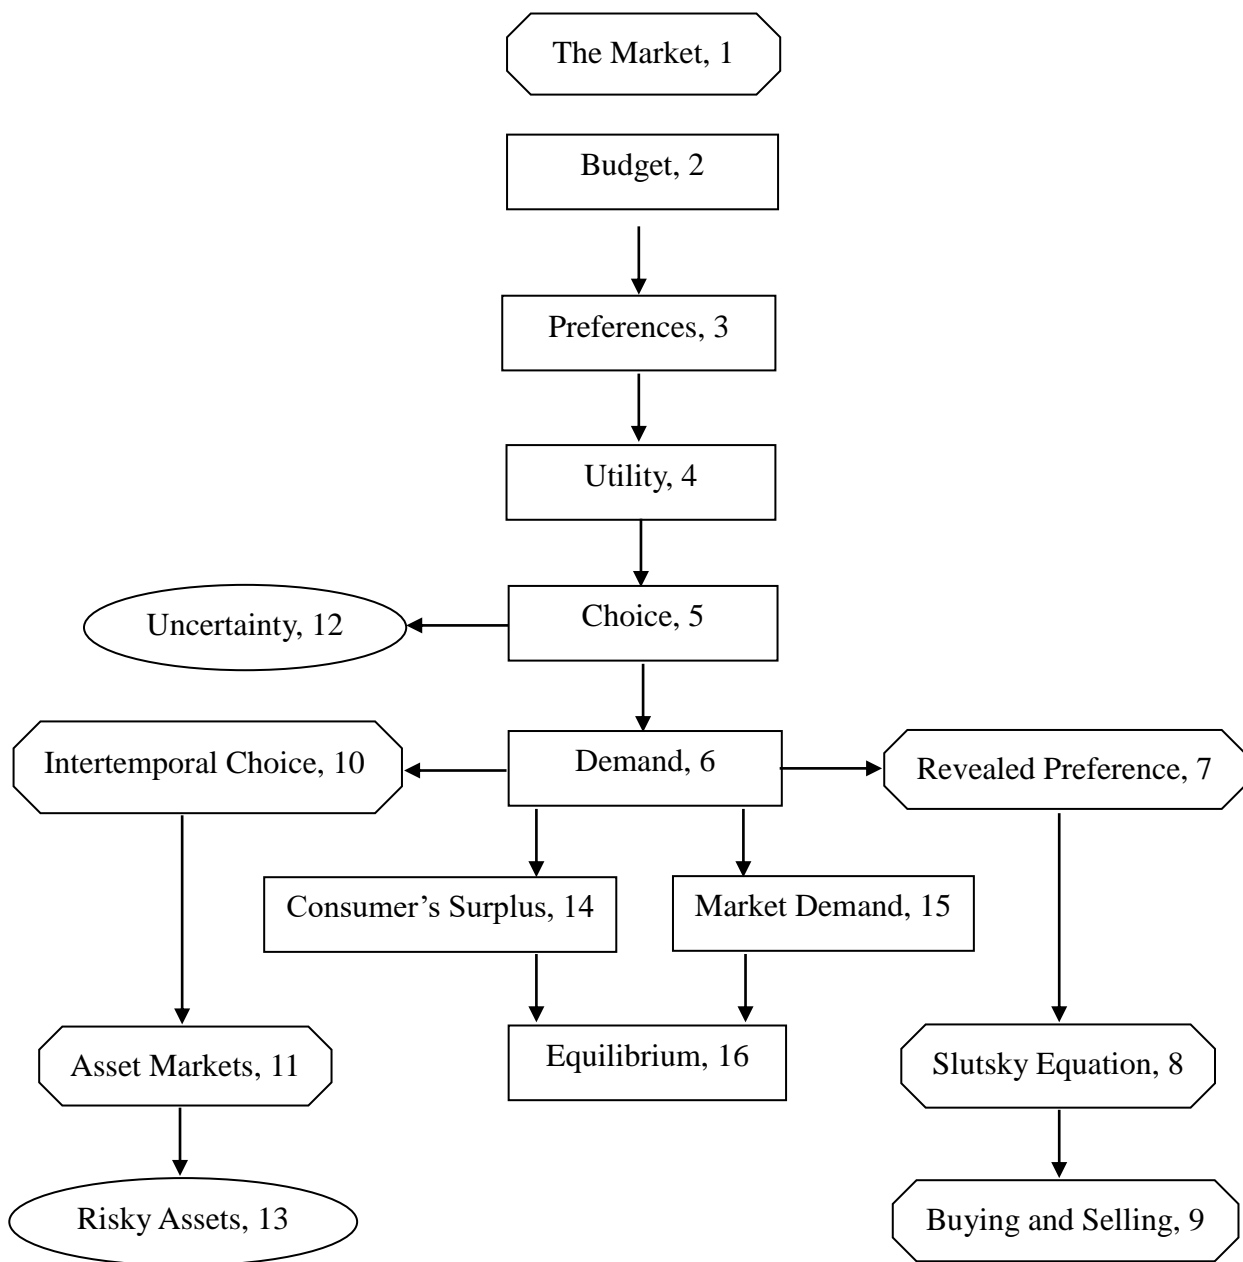 The Market, 1
Budget, 2
Preferences, 3
Utility, 4
Uncertainty, 12
Choice, 5
Intertemporal Choice, 10
Demand, 6
Revealed Preference, 7
Consumer’s Surplus, 14
Market Demand, 15
Asset Markets, 11
Equilibrium, 16
Slutsky Equation, 8
Risky Assets, 13
Buying and Selling, 9